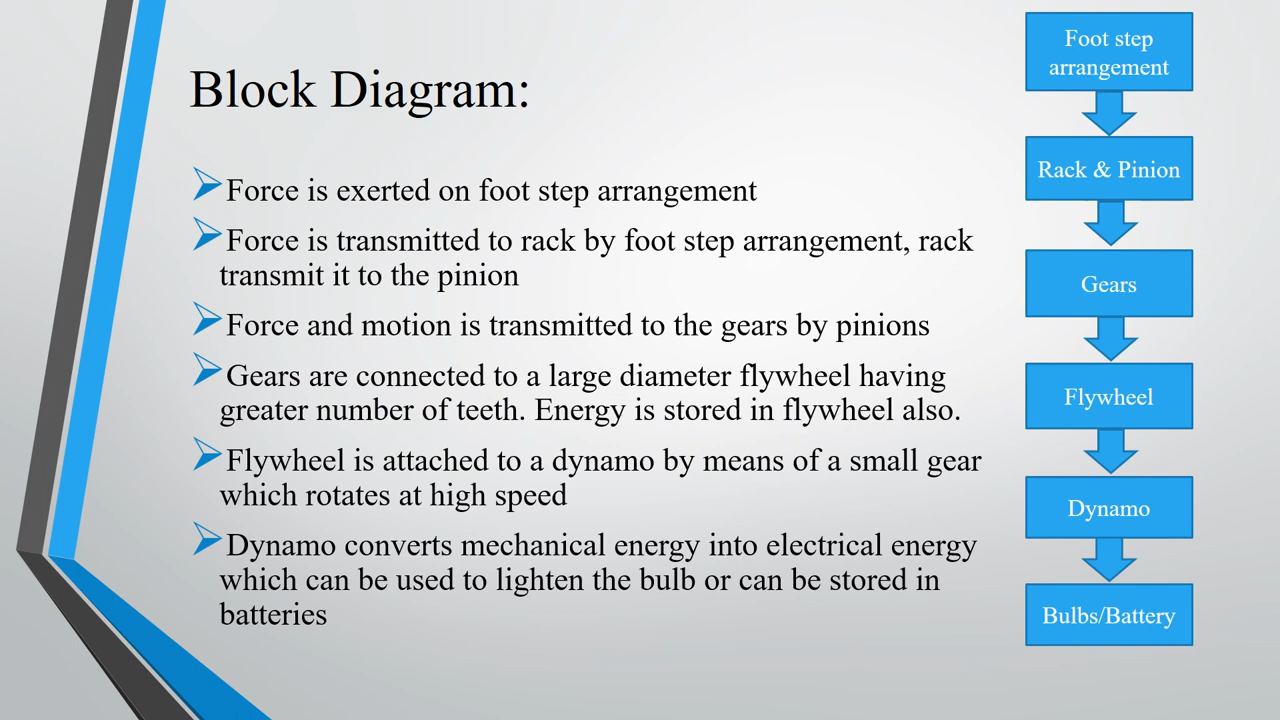 Block Diagram:
Force is exerted on foot step arrangement
Force is transmitted to rack by foot step arrangement, rack
transmit it to the pinion
Force and motion is transmitted to the gears by pinions
Gears are connected to a large diameter flywheel having
greater number of teeth. Energy is stored in flywheel also.
Flywheel is attached to a dynamo by means of a small gear
which rotates at high speed
Dynamo converts mechanical energy into electrical energy
which can be used to lighten the bulb or can be stored in
batteries
Foot step
arrangement
Rack & Pinion
Gears
Flywheel
Dynamo
Bulbs/Battery